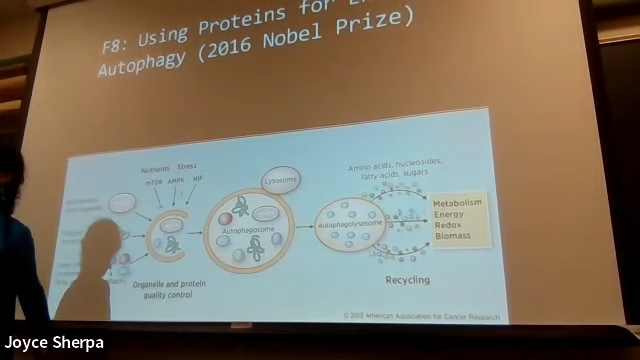 F8: Using Proteins for
Autophagy (2016 Nobel Prize)
Nutrients Stress
mTOR AMPK HIF
Lysosome
Amino acids, nucleosides,
fatty acids, sugars
Autophagosome
Autophagolysosome
Metabolism
Energy
Redox
Biomass
Organelle and protein
quality control
Recycling
© 2015 American Association for Cancer Research
Joyce Sherpa